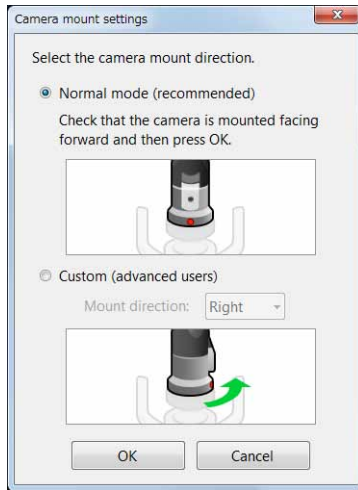 Camera mount settings
Select the camera mount direction.
Normal mode (recommended)
Check that the camera is mounted facing
forward and then press OK.
Custom (advanced users)
Mount direction: Right
OK Cancel